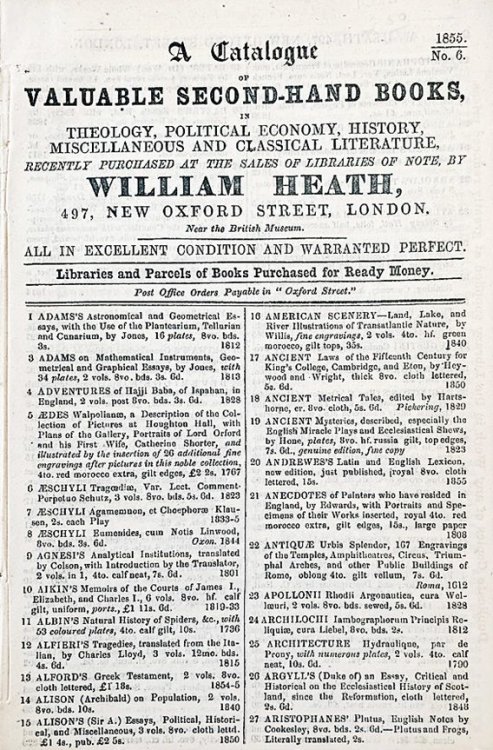 1855.
No. 6.
A Catalogue
OF
VALUABLE SECOND-HAND BOOKS,
IN
THEOLOGY, POLITICAL ECONOMY, HISTORY,
MISCELLANEOUS AND CLASSICAL LITERATURE,
RECENTLY PURCHASED AT THE SALES OF LIBRARIES OF NOTE, BY
WILLIAM HEATH,
497, NEW OXFORD STREET, LONDON.
Near the British Museum.
ALL IN EXCELLENT CONDITION AND WARRANTED PERFECT.
Libraries and Parcels of Books Purchased for Ready Money.
Post Office Orders Payable in "Oxford Street."
1 ADAMS'S Astronomical and Geometrical Es-
says, with the Use of the Plantearium, Tellurian
and Cunarium, by Jones, 16 plates, 8vo. bds.
3s. 1812
3 ADAMS on Mathematical Instruments, Geo-
metrical and Graphical Essays, by Jones, with
34 plates, 2 vols. 8vo. bds. 3s. 6d. 1813
4 ADVENTURES of Hajji Baba, of Ispahan, in
England, 2 vols. post 8vo. bds. 3s. 6d. 1828
5 ÆDES Walpolianæ, a Description of the Col-
lection of Pictures at Houghton Hall, with
Plans of the Gallery, Portraits of Lord Orford
and his First Wife, Catherine Shorter, and
illustrated by the insertion of 26 additional fine
engravings after pictures in this noble collection,
4to. red morocco extra, gilt edges, £2 2s. 1767
6 ÆSCHYLI Tragœdiæ, Var. Lect. Comment.
Perpetuo Schutz, 3 vols. 8vo. bds. 5s. 6d. 1823
7 ÆSCHYLI Agamemnon, et Choephoræ Klau-
sen, 2s. each Play 1833-5
8 ÆSCHYLI Eumenides, cum Notis Linwood,
8vo. bds. 3s. 6d. Oxon. 1844
9 AGNESI'S Analytical Institutions, translated
by Colson, with Introduction by the Translator,
2 vols. in 1, 4to. calf neat, 7s. 6d. 1801
10 AIKIN'S Memoirs of the Courts of James I.,
Elizabeth, and Charles I., 6 vols. 8vo. hf. calf
gilt, uniform, ports., £1 11s. 6d. 1819-33
11 ALBIN'S Natural History of Spiders, &c., with
53 coloured plates, 4to. calf gilt, 10s. 1736
12 ALFIERI'S Tragedies, translated from the Ita-
lian, by Charles Lloyd, 3 vols. 12mo. bds.
4s. 6d. 1815
13 ALFORD'S Greek Testament, 2 vols. 8vo.
cloth lettered, £1 18s. 1854-5
14 ALISON (Archibald) on Population, 2 vols.
8vo. bds. 10s. 1840
15 ALISON'S (Sir A.) Essays, Political, Histori-
cal, and Miscellaneous, 3 vols. 8vo. cloth lettd.
£1 4s., pub. £2 5s. 1850
16 AMERICAN SCENERY—Land, Lake, and
River Illustrations of Transatlantic Nature, by
Willis, fine engravings, 2 vols. 4to. hf. green
morocco gilt tops, 35s. 1840
17 ANCIENT Laws of the Fifteenth Century for
King's College, Cambridge, and Eton, by Hey-
wood and Wright, thick 8vo. cloth lettered,
5s. 6d. 1850
18 ANCIENT Metrical Tales, edited by Harts-
horne, cr. 8vo. cloth, 5s. 6d. Pickering, 1829
19 ANCIENT Mysteries, described, especially the
English Miracle Plays and Ecclesiastical Shews,
by Hone, plates, 8vo. hf. russia gilt, top edges,
7s. 6d., genuine edition, fine copy 1823
20 ANDREWES'S Latin and English Lexicon,
new edition, just published, royal 8vo. cloth
lettered, 15s. 1855
21 ANECDOTES of Painters who have resided in
England, by Edwards, with Portraits and Spe-
cimens of their Works inserted, royal 4to. red
morocco extra, gilt edges, 15s., large paper
1808
22 ANTIQUÆ Urbis Splendor, 167 Engravings
of the Temples, Amphitheatres, Circus, Trium-
phal Arches, and other Public Buildings of
Rome, oblong 4to. gilt vellum, 7s. 6d.
Roma, 1612
23 APOLLONII Rhodii Argonautica, cura Wel-
læuri, 2 vols. 8vo. bds. sewed, 5s. 6d. 1828
24 ARCHILOCHI Iambographorum Principis Re-
liquiæ, cura Liebel, 8vo. bds. 2s. 1812
25 ARCHITECTURE Hydraulique, par de
Prony, with numerous plates, 2 vols. 4to. calf
neat, 10s. 6d. 1790
26 ARGYLL'S (Duke of) an Essay, Critical and
Historical on the Ecclesiastical History of Scot-
land, since the Reformation, cloth lettered,
2s. 6d. 1848
27 ARISTOPHANES' Plutus, English Notes by
Cookesley, 8vo. bds. 2s. 6d.—Plutus and Frogs,
Literally translated, 2s.